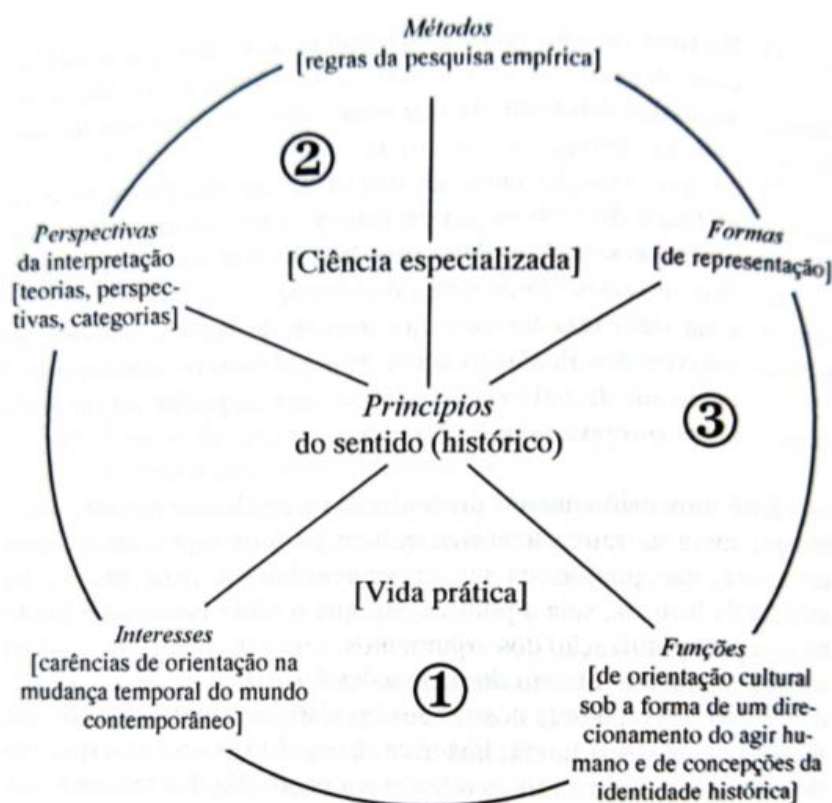 Métodos
[regras da pesquisa empírica]
②
Perspectivas
da interpretação
[teorias, perspec-
tivas, categorias]
[Ciência especializada]
Formas
[de representação]
Princípios
do sentido (histórico)
③
[Vida prática]
Interesses
[carências de orientação na
mudança temporal do mundo
contemporâneo]
①
Funções
[de orientação cultural
sob a forma de um dire-
cionamento do agir hu-
mano e de concepções da
identidade histórica]